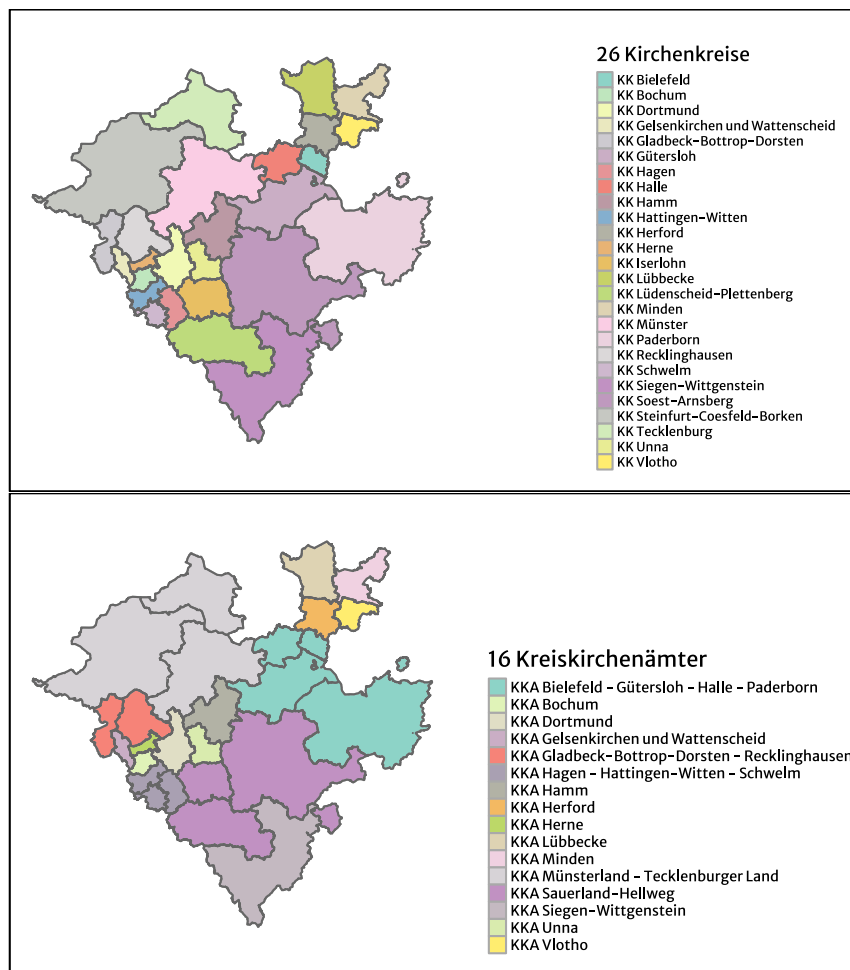 26 Kirchenkreise
KK Bielefeld
KK Bochum
KK Dortmund
KK Gelsenkirchen und Wattenscheid
KK Gladbeck-Bottrop-Dorsten
KK Gütersloh
KK Hagen
KK Halle
KK Hamm
KK Hattingen-Witten
KK Herford
KK Herne
KK Iserlohn
KK Lübbecke
KK Lüdenscheid-Plettenberg
KK Minden
KK Münster
KK Paderborn
KK Recklinghausen
KK Schwelm
KK Siegen-Wittgenstein
KK Soest-Arnsberg
KK Steinfurt-Coesfeld-Borken
KK Tecklenburg
KK Unna
KK Vlotho
16 Kreiskirchenämter
KKA Bielefeld - Gütersloh - Halle - Paderborn
KKA Bochum
KKA Dortmund
KKA Gelsenkirchen und Wattenscheid
KKA Gladbeck-Bottrop-Dorsten - Recklinghausen
KKA Hagen - Hattingen-Witten - Schwelm
KKA Hamm
KKA Herford
KKA Herne
KKA Lübbecke
KKA Minden
KKA Münsterland - Tecklenburger Land
KKA Sauerland-Hellweg
KKA Siegen-Wittgenstein
KKA Unna
KKA Vlotho